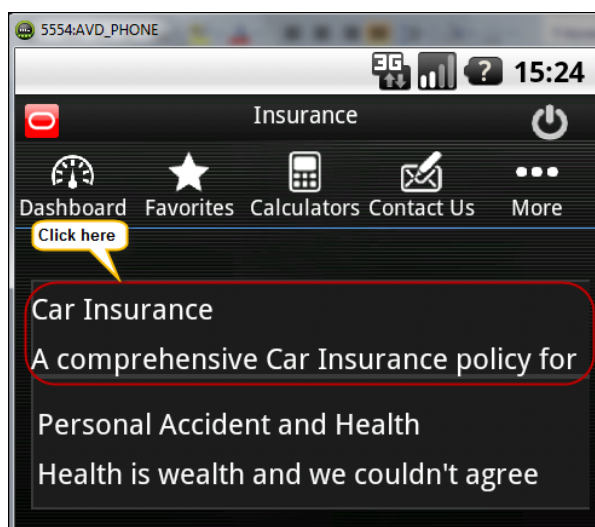 5554:AVD_PHONE
3G ? 15:24
Insurance
Dashboard Favorites Calculators Contact Us More
Click here
Car Insurance
A comprehensive Car Insurance policy for
Personal Accident and Health
Health is wealth and we couldn't agree